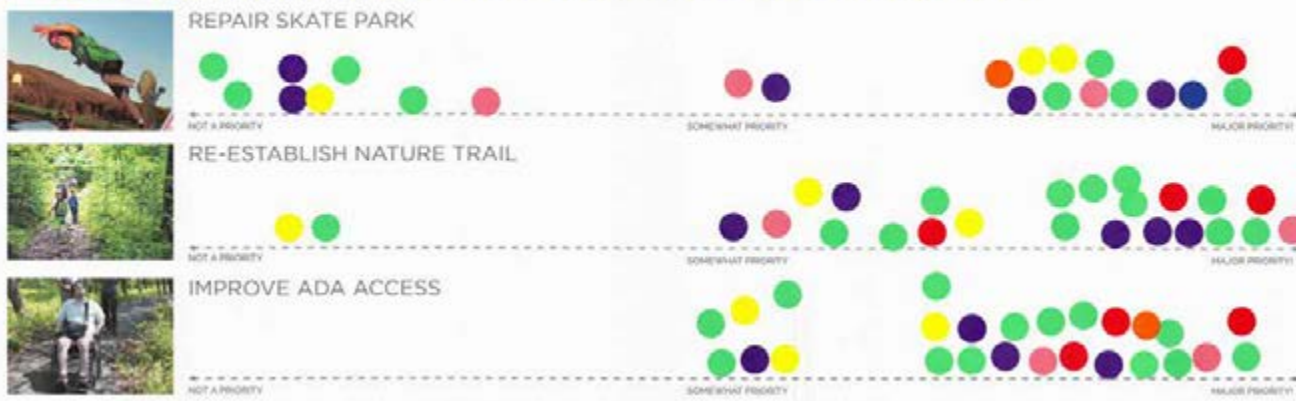 REPAIR SKATE PARK
NOT A PRIORITY
SOMEWHAT PRIORITY
MAJOR PRIORITY!
RE-ESTABLISH NATURE TRAIL
NOT A PRIORITY
SOMEWHAT PRIORITY
MAJOR PRIORITY!
IMPROVE ADA ACCESS
NOT A PRIORITY
SOMEWHAT PRIORITY
MAJOR PRIORITY!